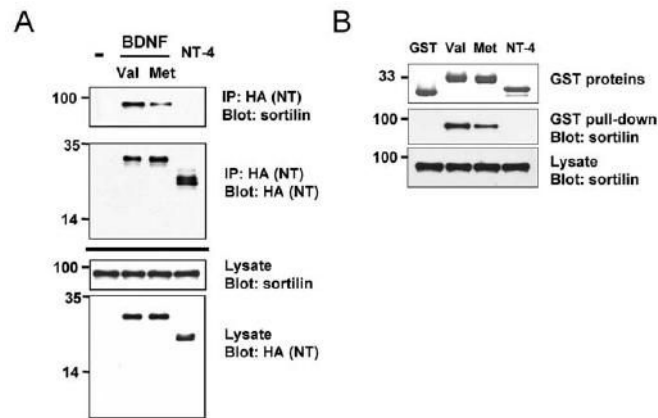 A
- BDNF NT-4
Val Met
100
IP: HA (NT)
Blot: sortilin
35
14
IP: HA (NT)
Blot: HA (NT)
100
Lysate
Blot: sortilin
35
14
Lysate
Blot: HA (NT)
B
GST Val Met NT-4
33
GST proteins
100
GST pull-down
Blot: sortilin
100
Lysate
Blot: sortilin